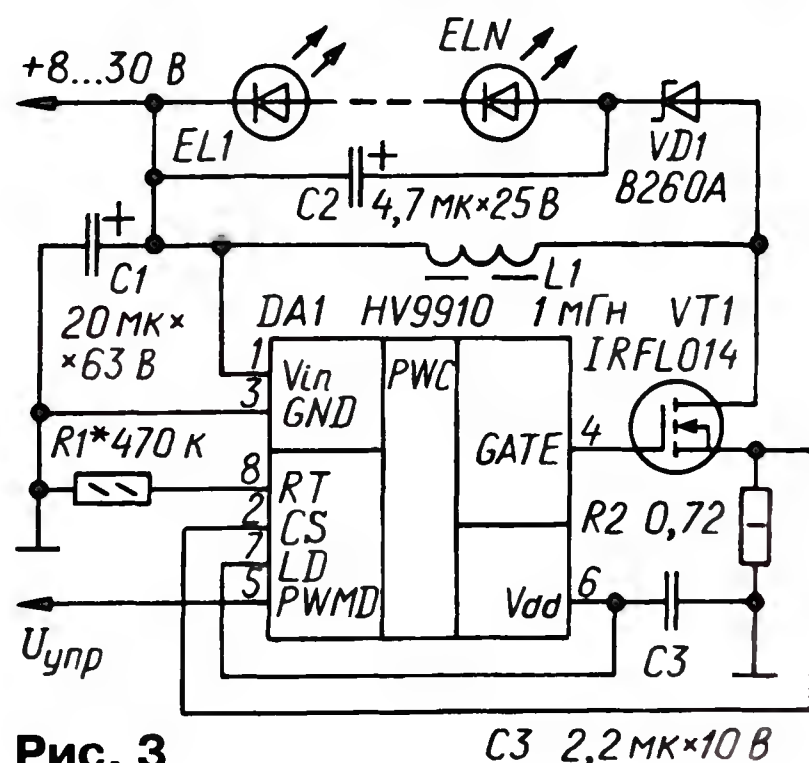 +8...30 В
EL1
ELN
VD1
B260A
C2 4,7 мк×25 В
C1
20 мк×
×63 В
L1
1 мГн
DA1 HV9910
VT1
IRFL014
1
3
8
2
7
5
Vin
GND
RT
CS
LD
PWMD
PWC
GATE
Vdd
4
6
R1*470 к
R2 0,72
C3
Uупр
Рис. 3
C3 2,2 мк×10 В